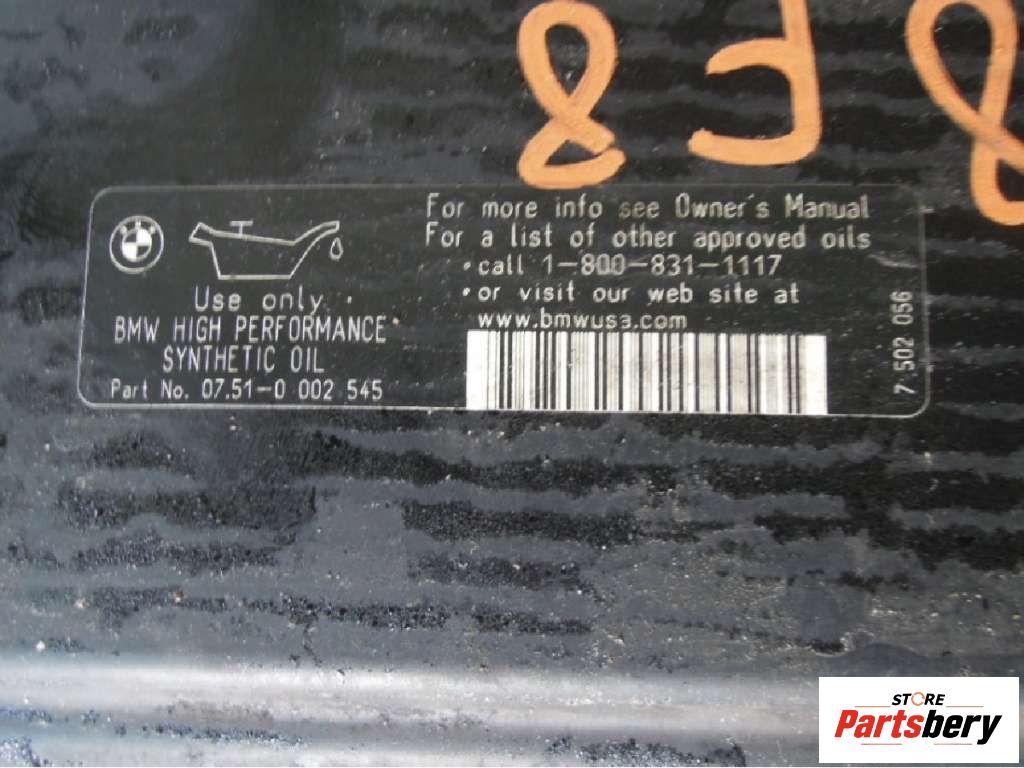 8F8
BMW
For more info see Owner's Manual
For a list of other approved oils
•call 1-800-831-1117
•or visit our web site at
www.bmwusa.com
Use only
BMW HIGH PERFORMANCE
SYNTHETIC OIL
Part No. 07.51-0 002 545
7 502 056
STORE
Partsbery